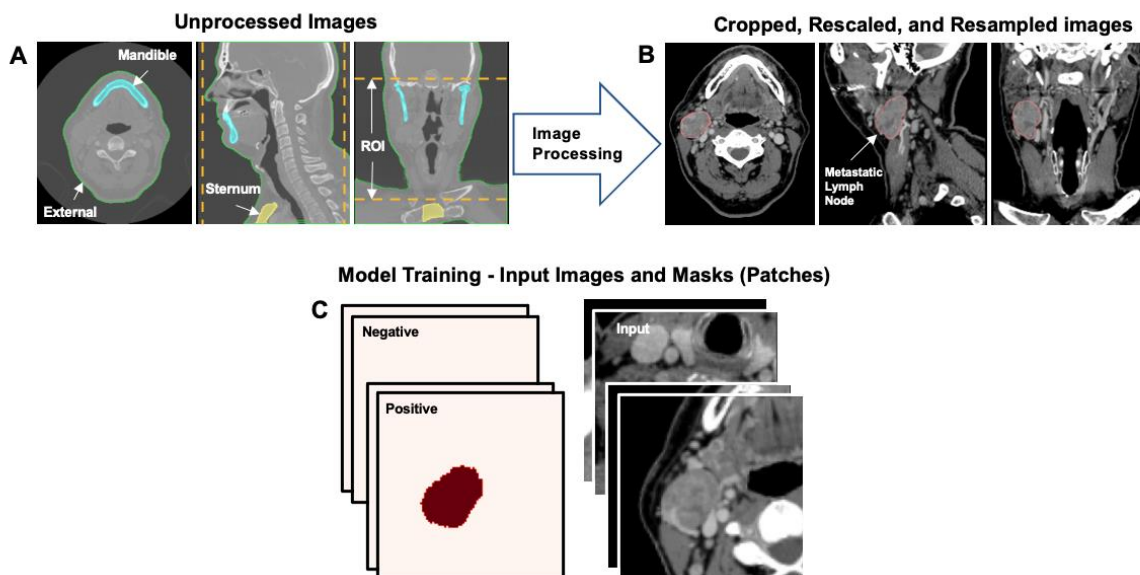 Unprocessed Images
Cropped, Rescaled, and Resampled images
A
Mandible
External
Sternum
ROI
Image
Processing
B
Metastatic
Lymph
Node
Model Training - Input Images and Masks (Patches)
C
Negative
Positive
Input